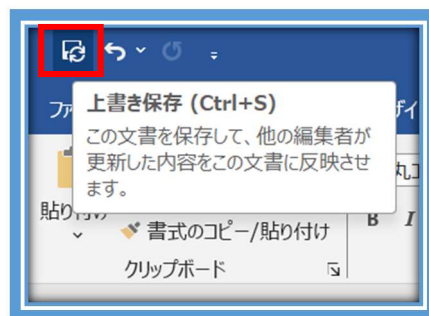 上書き保存 (Ctrl+S)
この文書を保存して、他の編集者が
更新した内容をこの文書に反映させ
ます。
書式のコピー/貼り付け
B I
クリップボード